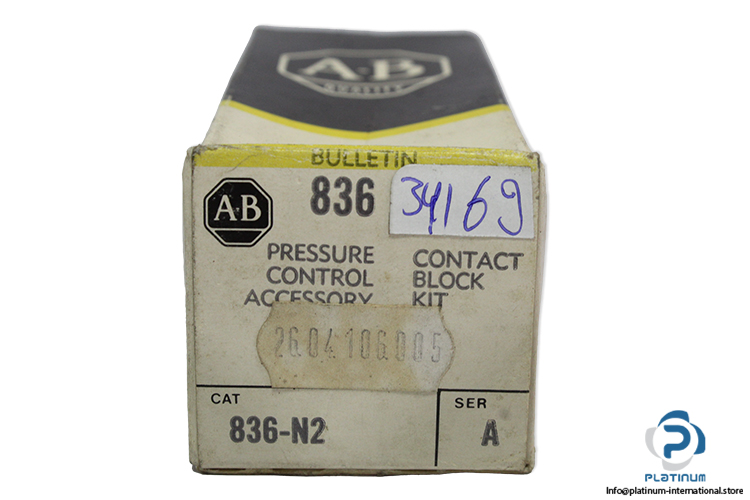 A-B
QUALITY
BULLETIN
836
34169
A-B
PRESSURE CONTACT
CONTROL BLOCK
ACCESSORY KIT
26.04.106.005
CAT
836-N2
SER
A
PLATINUM
Info@platinum-international.store